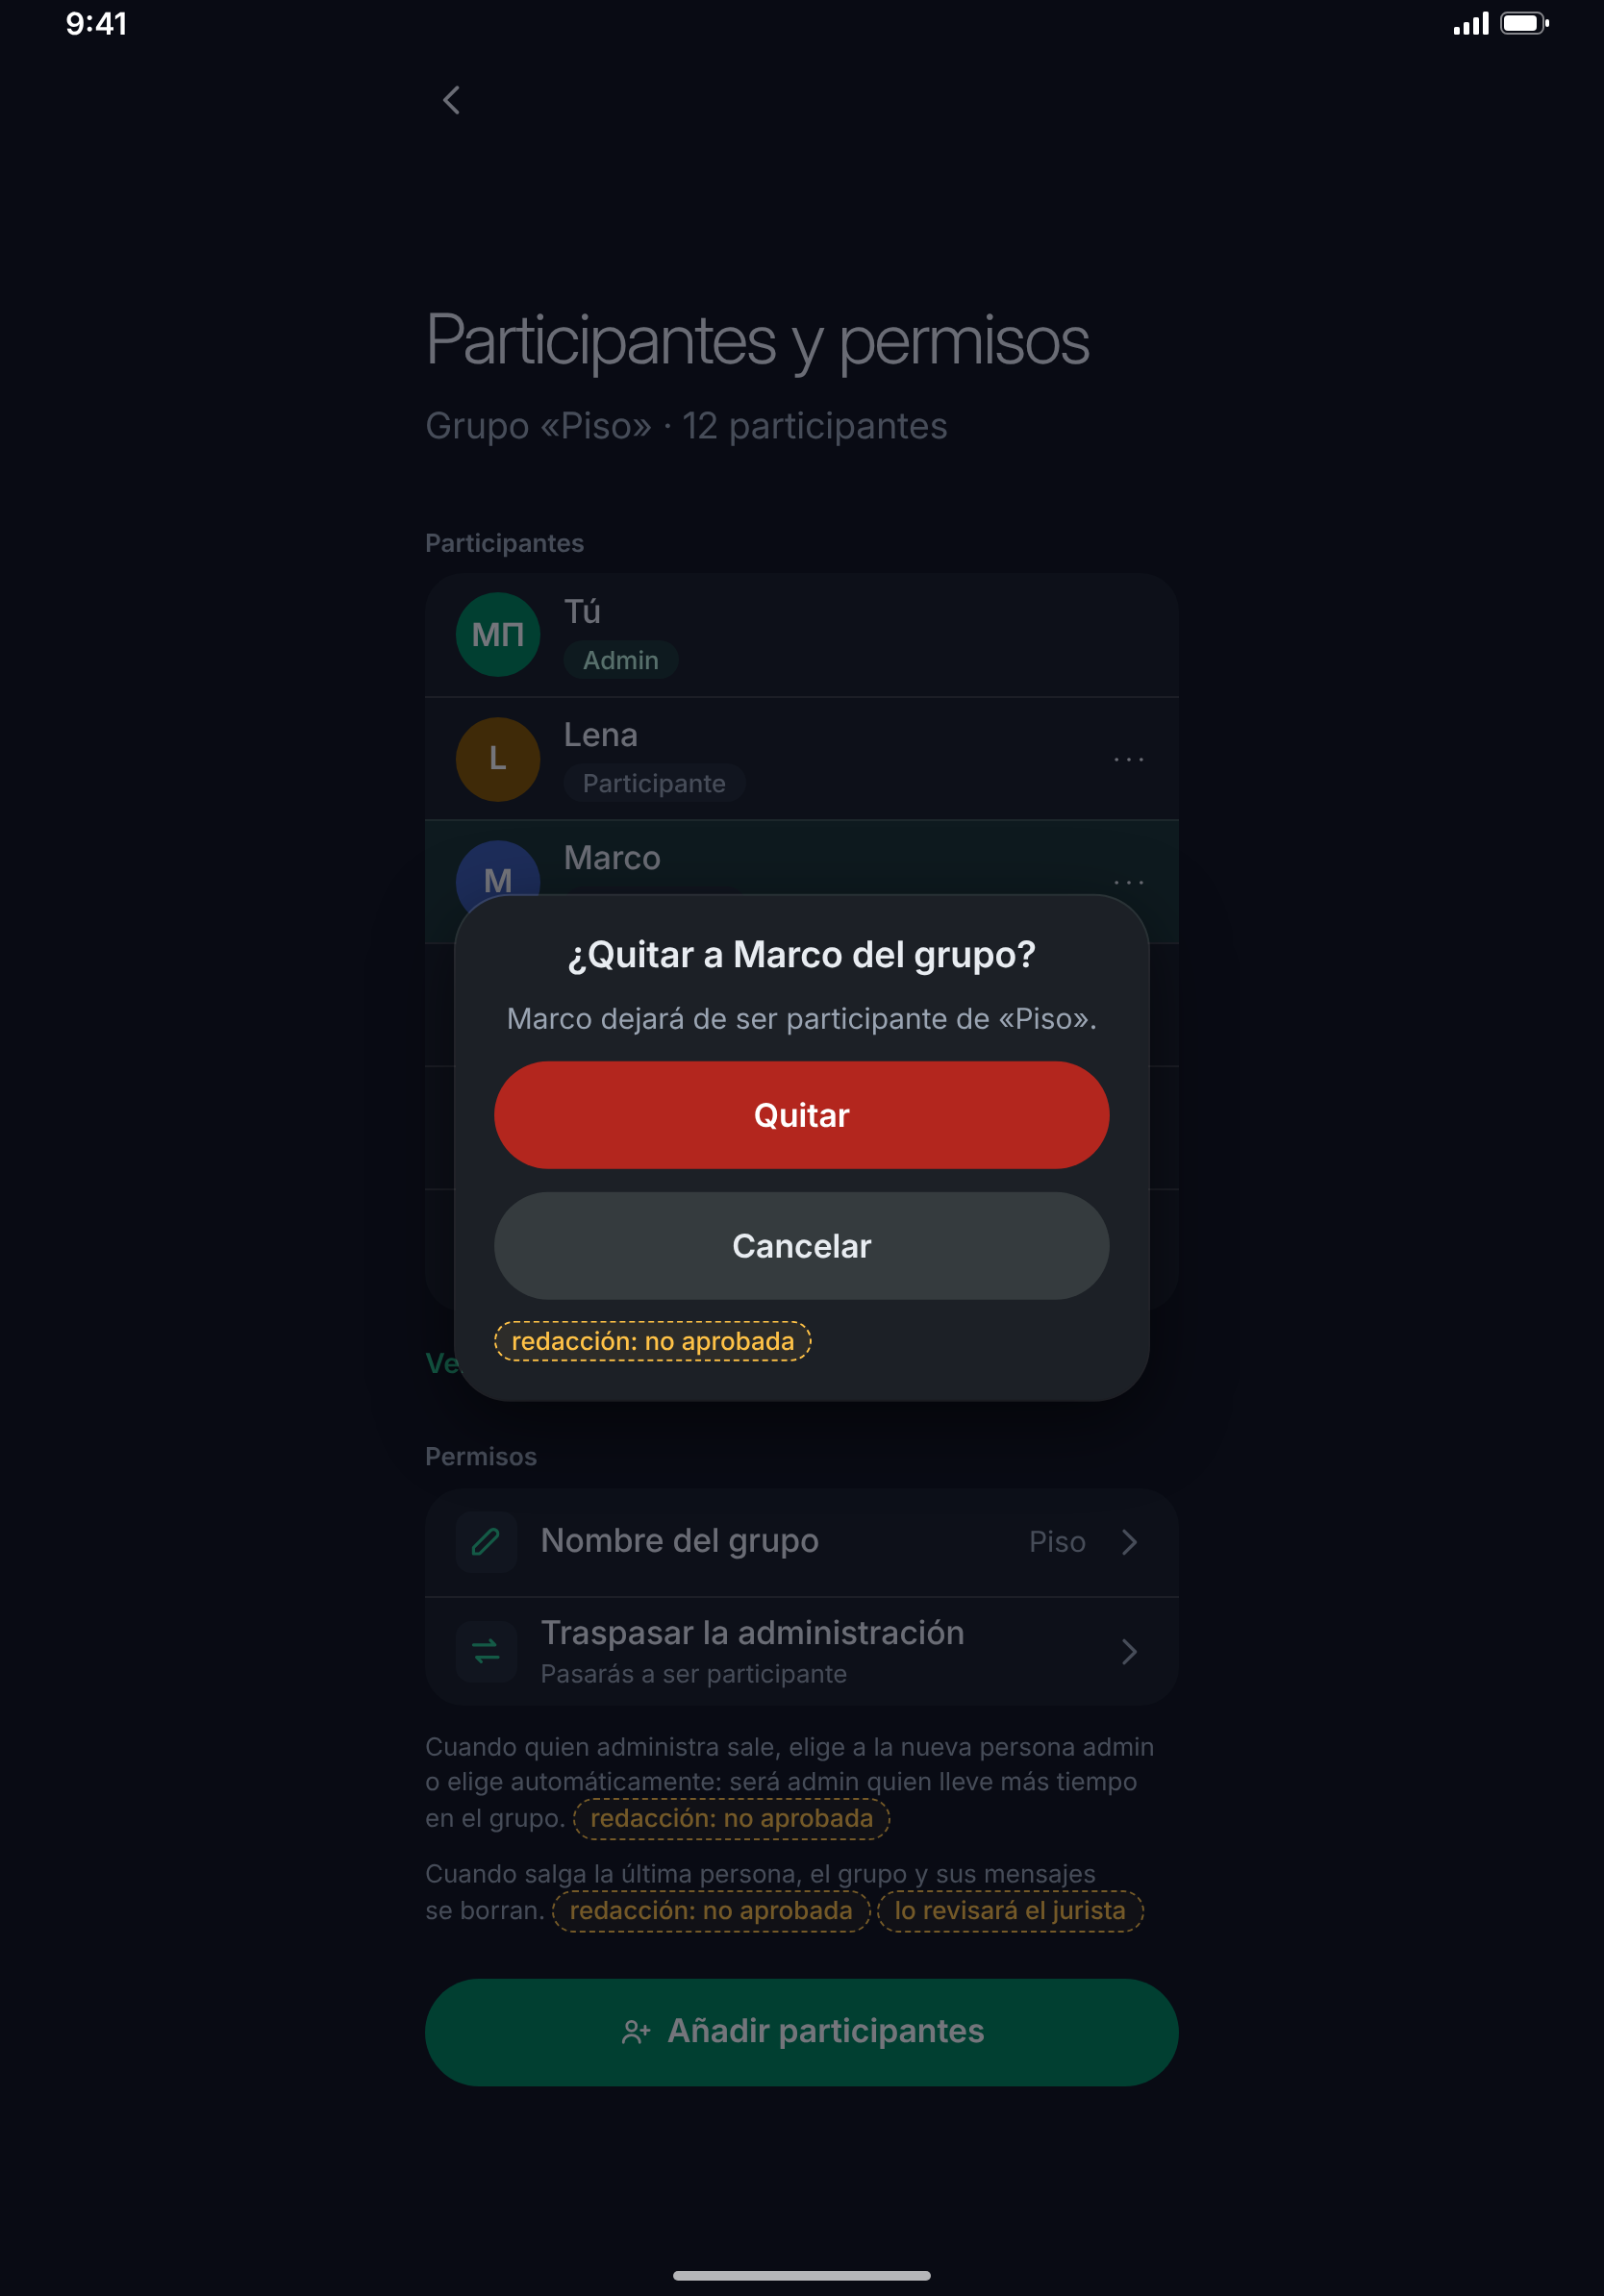 9:41
Participantes y permisos
Grupo «Piso» · 12 participantes
Participantes
МП
Tú
Admin
L
Lena
Participante
...
M
Marco
...
¿Quitar a Marco del grupo?
Marco dejará de ser participante de «Piso».
Quitar
Cancelar
redacción: no aprobada
Permisos
Nombre del grupo
Piso
Traspasar la administración
Pasarás a ser participante
Cuando quien administra sale, elige a la nueva persona admin
o elige automáticamente: será admin quien lleve más tiempo
en el grupo. redacción: no aprobada
Cuando salga la última persona, el grupo y sus mensajes
se borran. redacción: no aprobada lo revisará el jurista
Añadir participantes